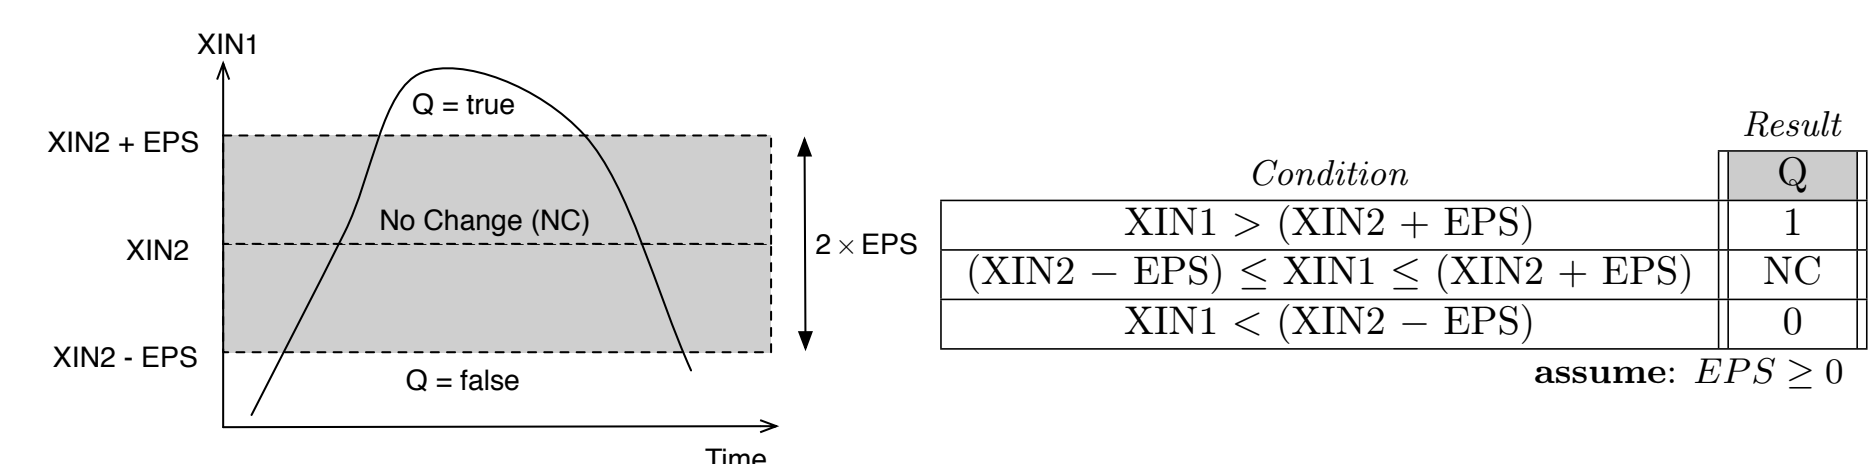 XIN1
Q = true
XIN2 + EPS
No Change (NC)
XIN2
2 × EPS
XIN2 - EPS
Q = false
Time
Result
Condition Q
XIN1 > (XIN2 + EPS) 1
(XIN2 − EPS) ≤ XIN1 ≤ (XIN2 + EPS) NC
XIN1 < (XIN2 − EPS) 0
assume: EPS ≥ 0